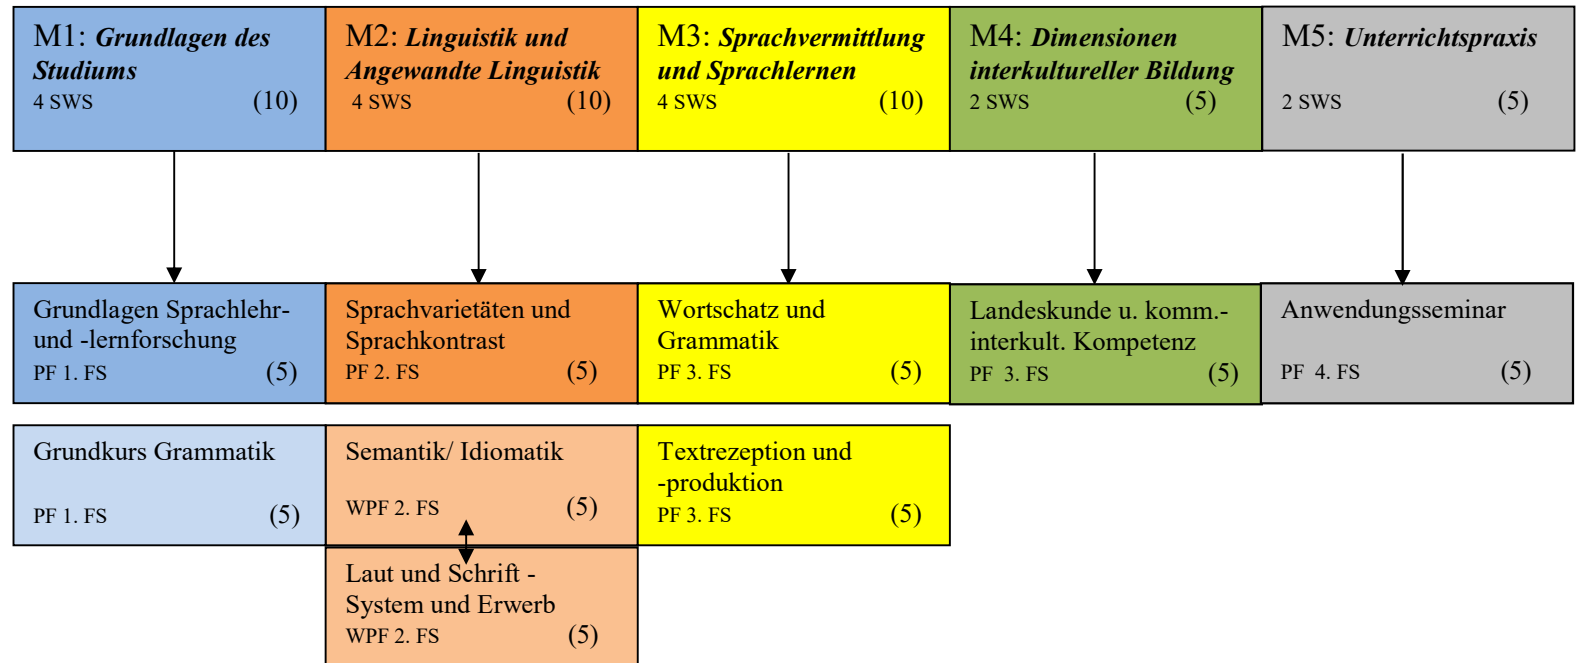 M1: Grundlagen des
Studiums
4 SWS (10)
M2: Linguistik und
Angewandte Linguistik
4 SWS (10)
M3: Sprachvermittlung
und Sprachlernen
4 SWS (10)
M4: Dimensionen
interkultureller Bildung
2 SWS (5)
M5: Unterrichtspraxis
2 SWS (5)
Grundlagen Sprachlehr-
und -lernforschung
PF 1. FS (5)
Sprachvarietäten und
Sprachkontrast
PF 2. FS (5)
Wortschatz und
Grammatik
PF 3. FS (5)
Landeskunde u. komm.-
interkult. Kompetenz
PF 3. FS (5)
Anwendungsseminar
PF 4. FS (5)
Grundkurs Grammatik
PF 1. FS (5)
Semantik/ Idiomatik
WPF 2. FS (5)
Textrezeption und
-produktion
PF 3. FS (5)
Laut und Schrift -
System und Erwerb
WPF 2. FS (5)